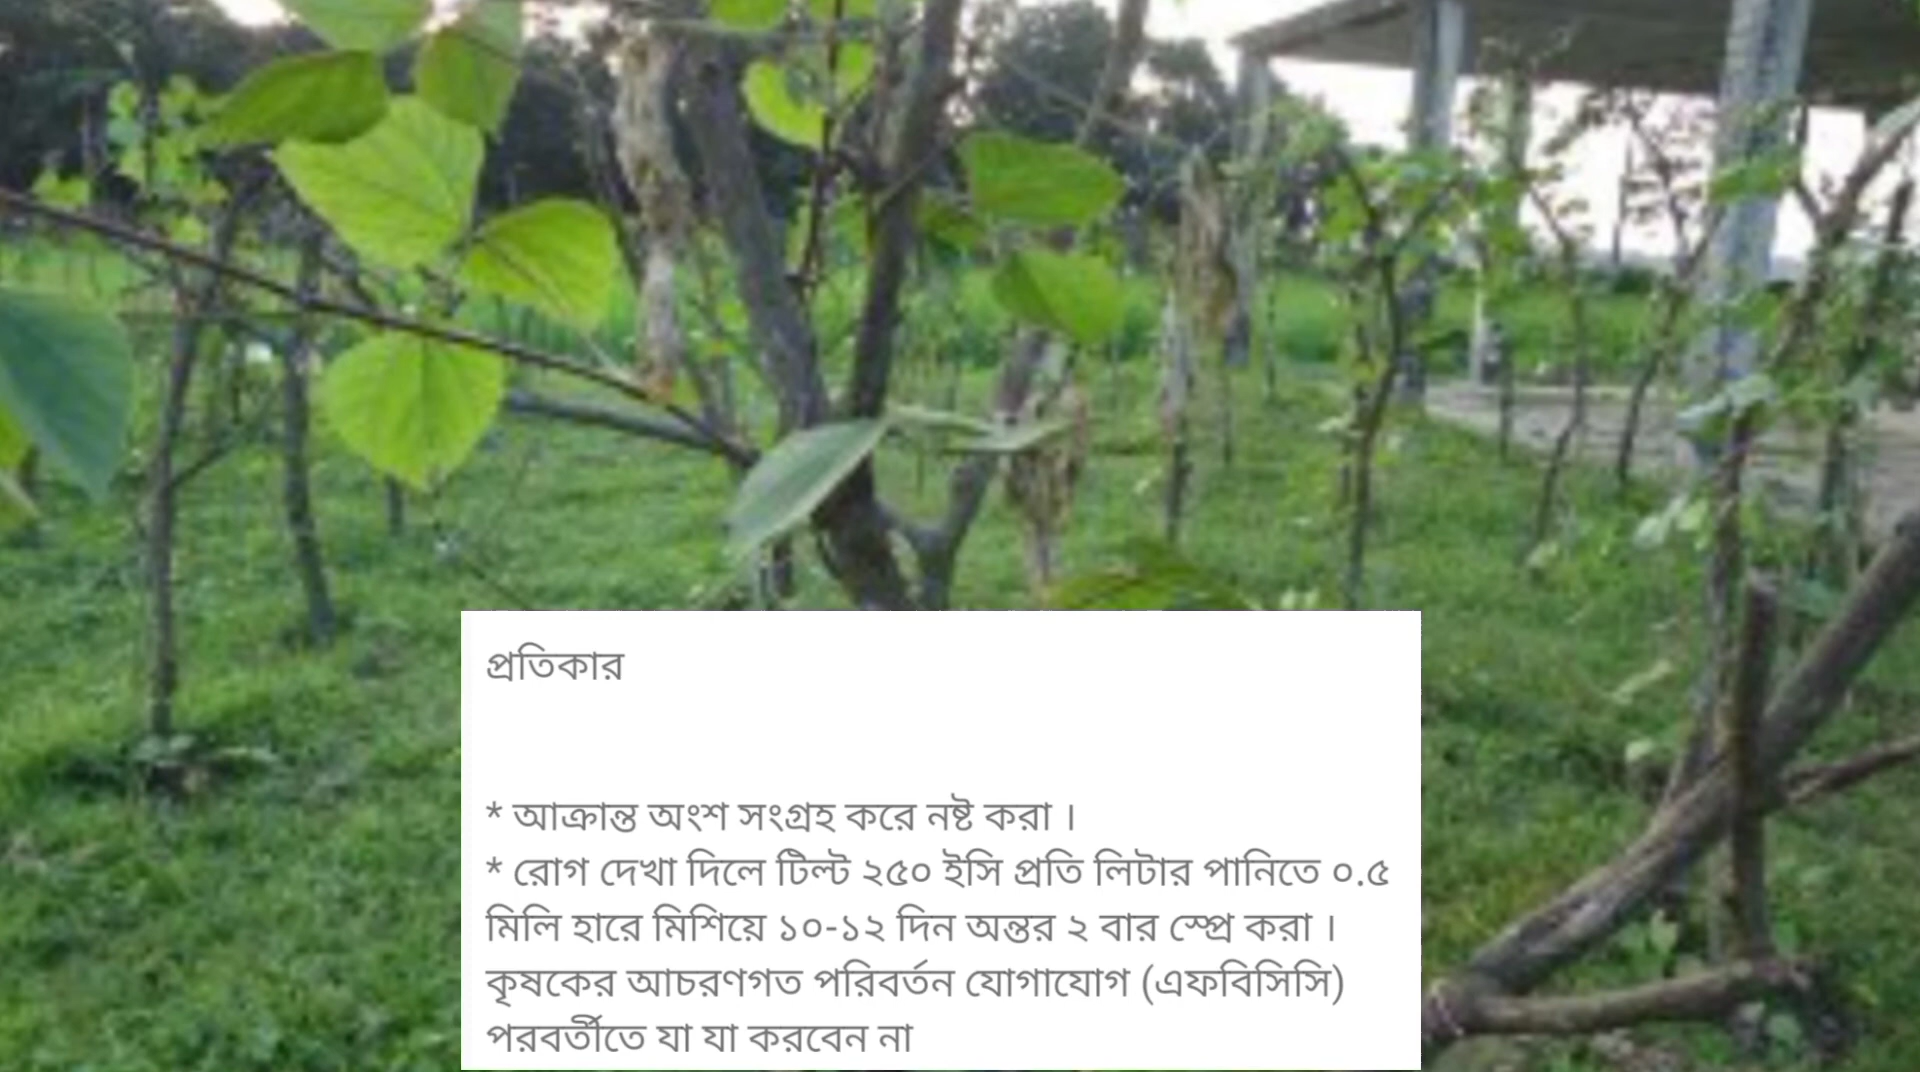 প্রতিকার
* আক্রান্ত অংশ সংগ্রহ করে নষ্ট করা ।
* রোগ দেখা দিলে টিল্ট ২৫০ ইসি প্রতি লিটার পানিতে ০.৫
মিলি হারে মিশিয়ে ১০-১২ দিন অন্তর ২ বার স্প্রে করা ।
কৃষকের আচরণগত পরিবর্তন যোগাযোগ (এফবিসিসি)
পরবর্তীতে যা যা করবেন না